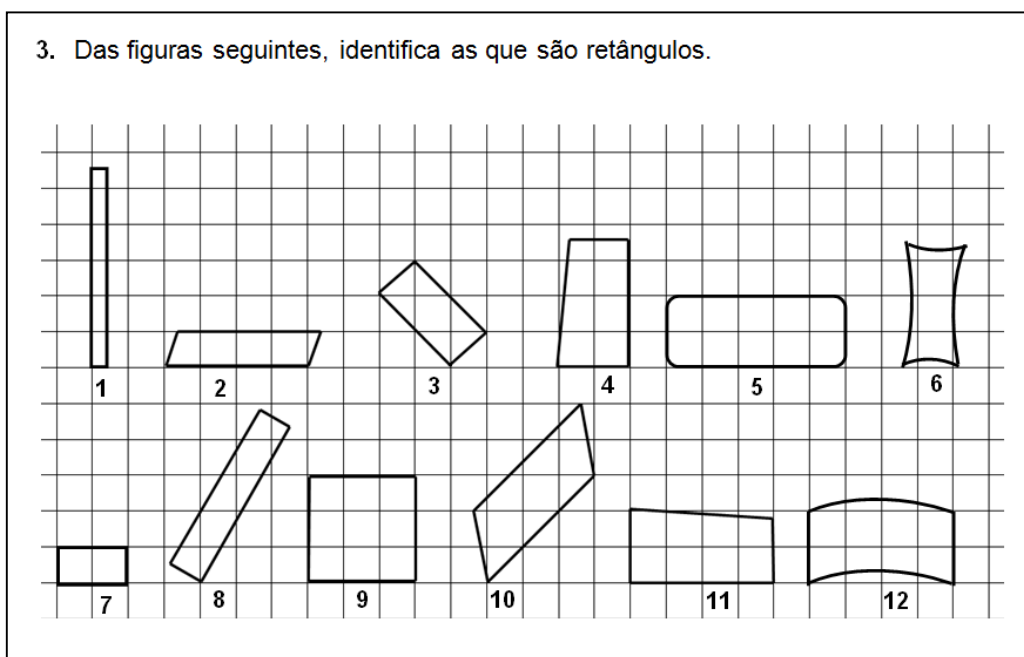 3. Das figuras seguintes, identifica as que são retângulos.
1 2 3 4 5 6
7 8 9 10 11 12